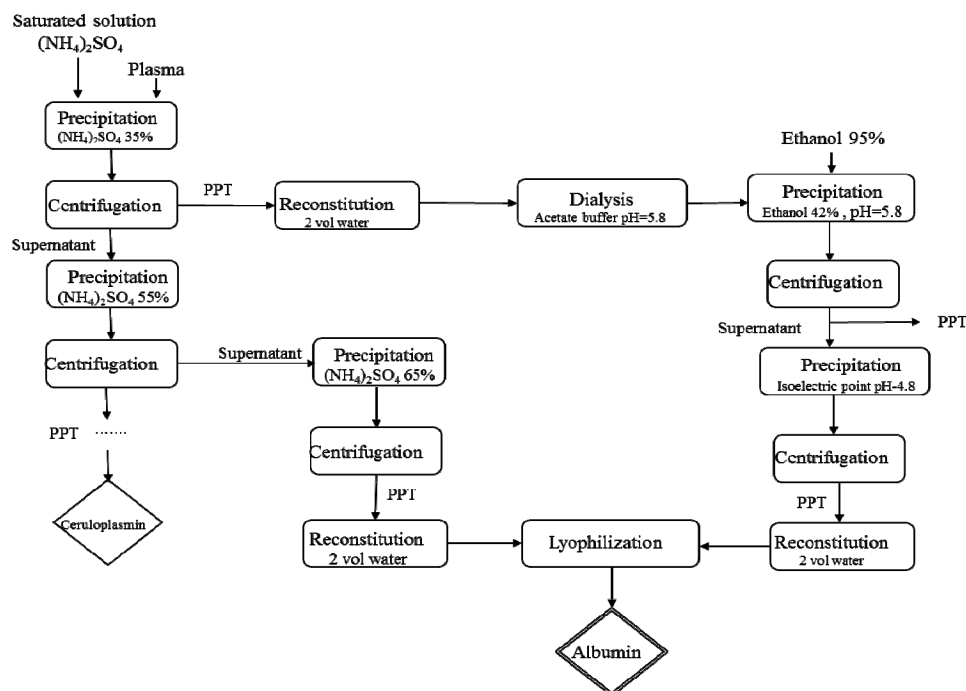 Saturated solution
(NH₄)₂SO₄
Plasma
Precipitation
(NH₄)₂SO₄ 35%
Centrifugation
PPT
Reconstitution
2 vol water
Dialysis
Acetate buffer pH=5.8
Ethanol 95%
Precipitation
Ethanol 42% , pH=5.8
Supernatant
Precipitation
(NH₄)₂SO₄ 55%
Centrifugation
Supernatant
PPT
Centrifugation
Supernatant
Precipitation
(NH₄)₂SO₄ 65%
Precipitation
Isoelectric point pH-4.8
PPT ·······
Centrifugation
Centrifugation
PPT
PPT
Ceruloplasmin
Reconstitution
2 vol water
Lyophilization
Reconstitution
2 vol water
Albumin